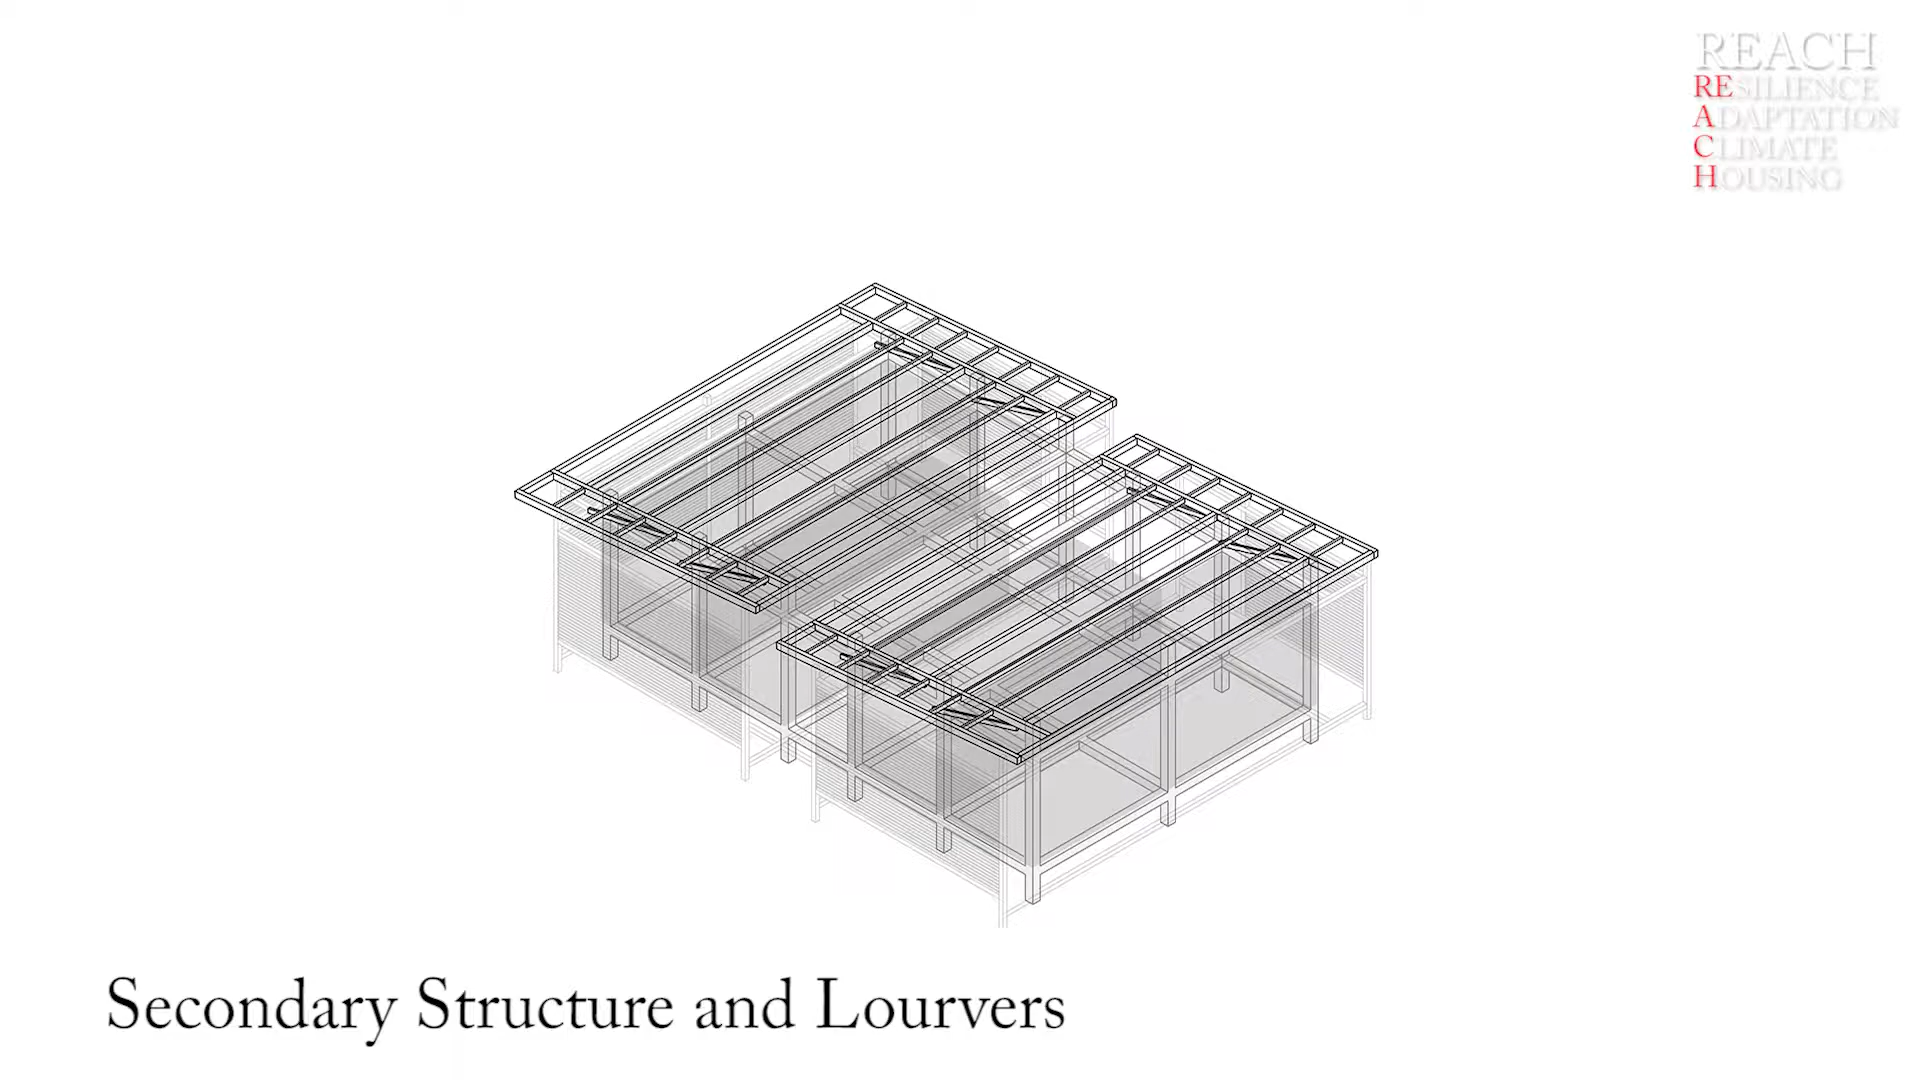 REACH
RESILIENCE
ADAPTATION
CLIMATE
HOUSING
Secondary Structure and Lourvers